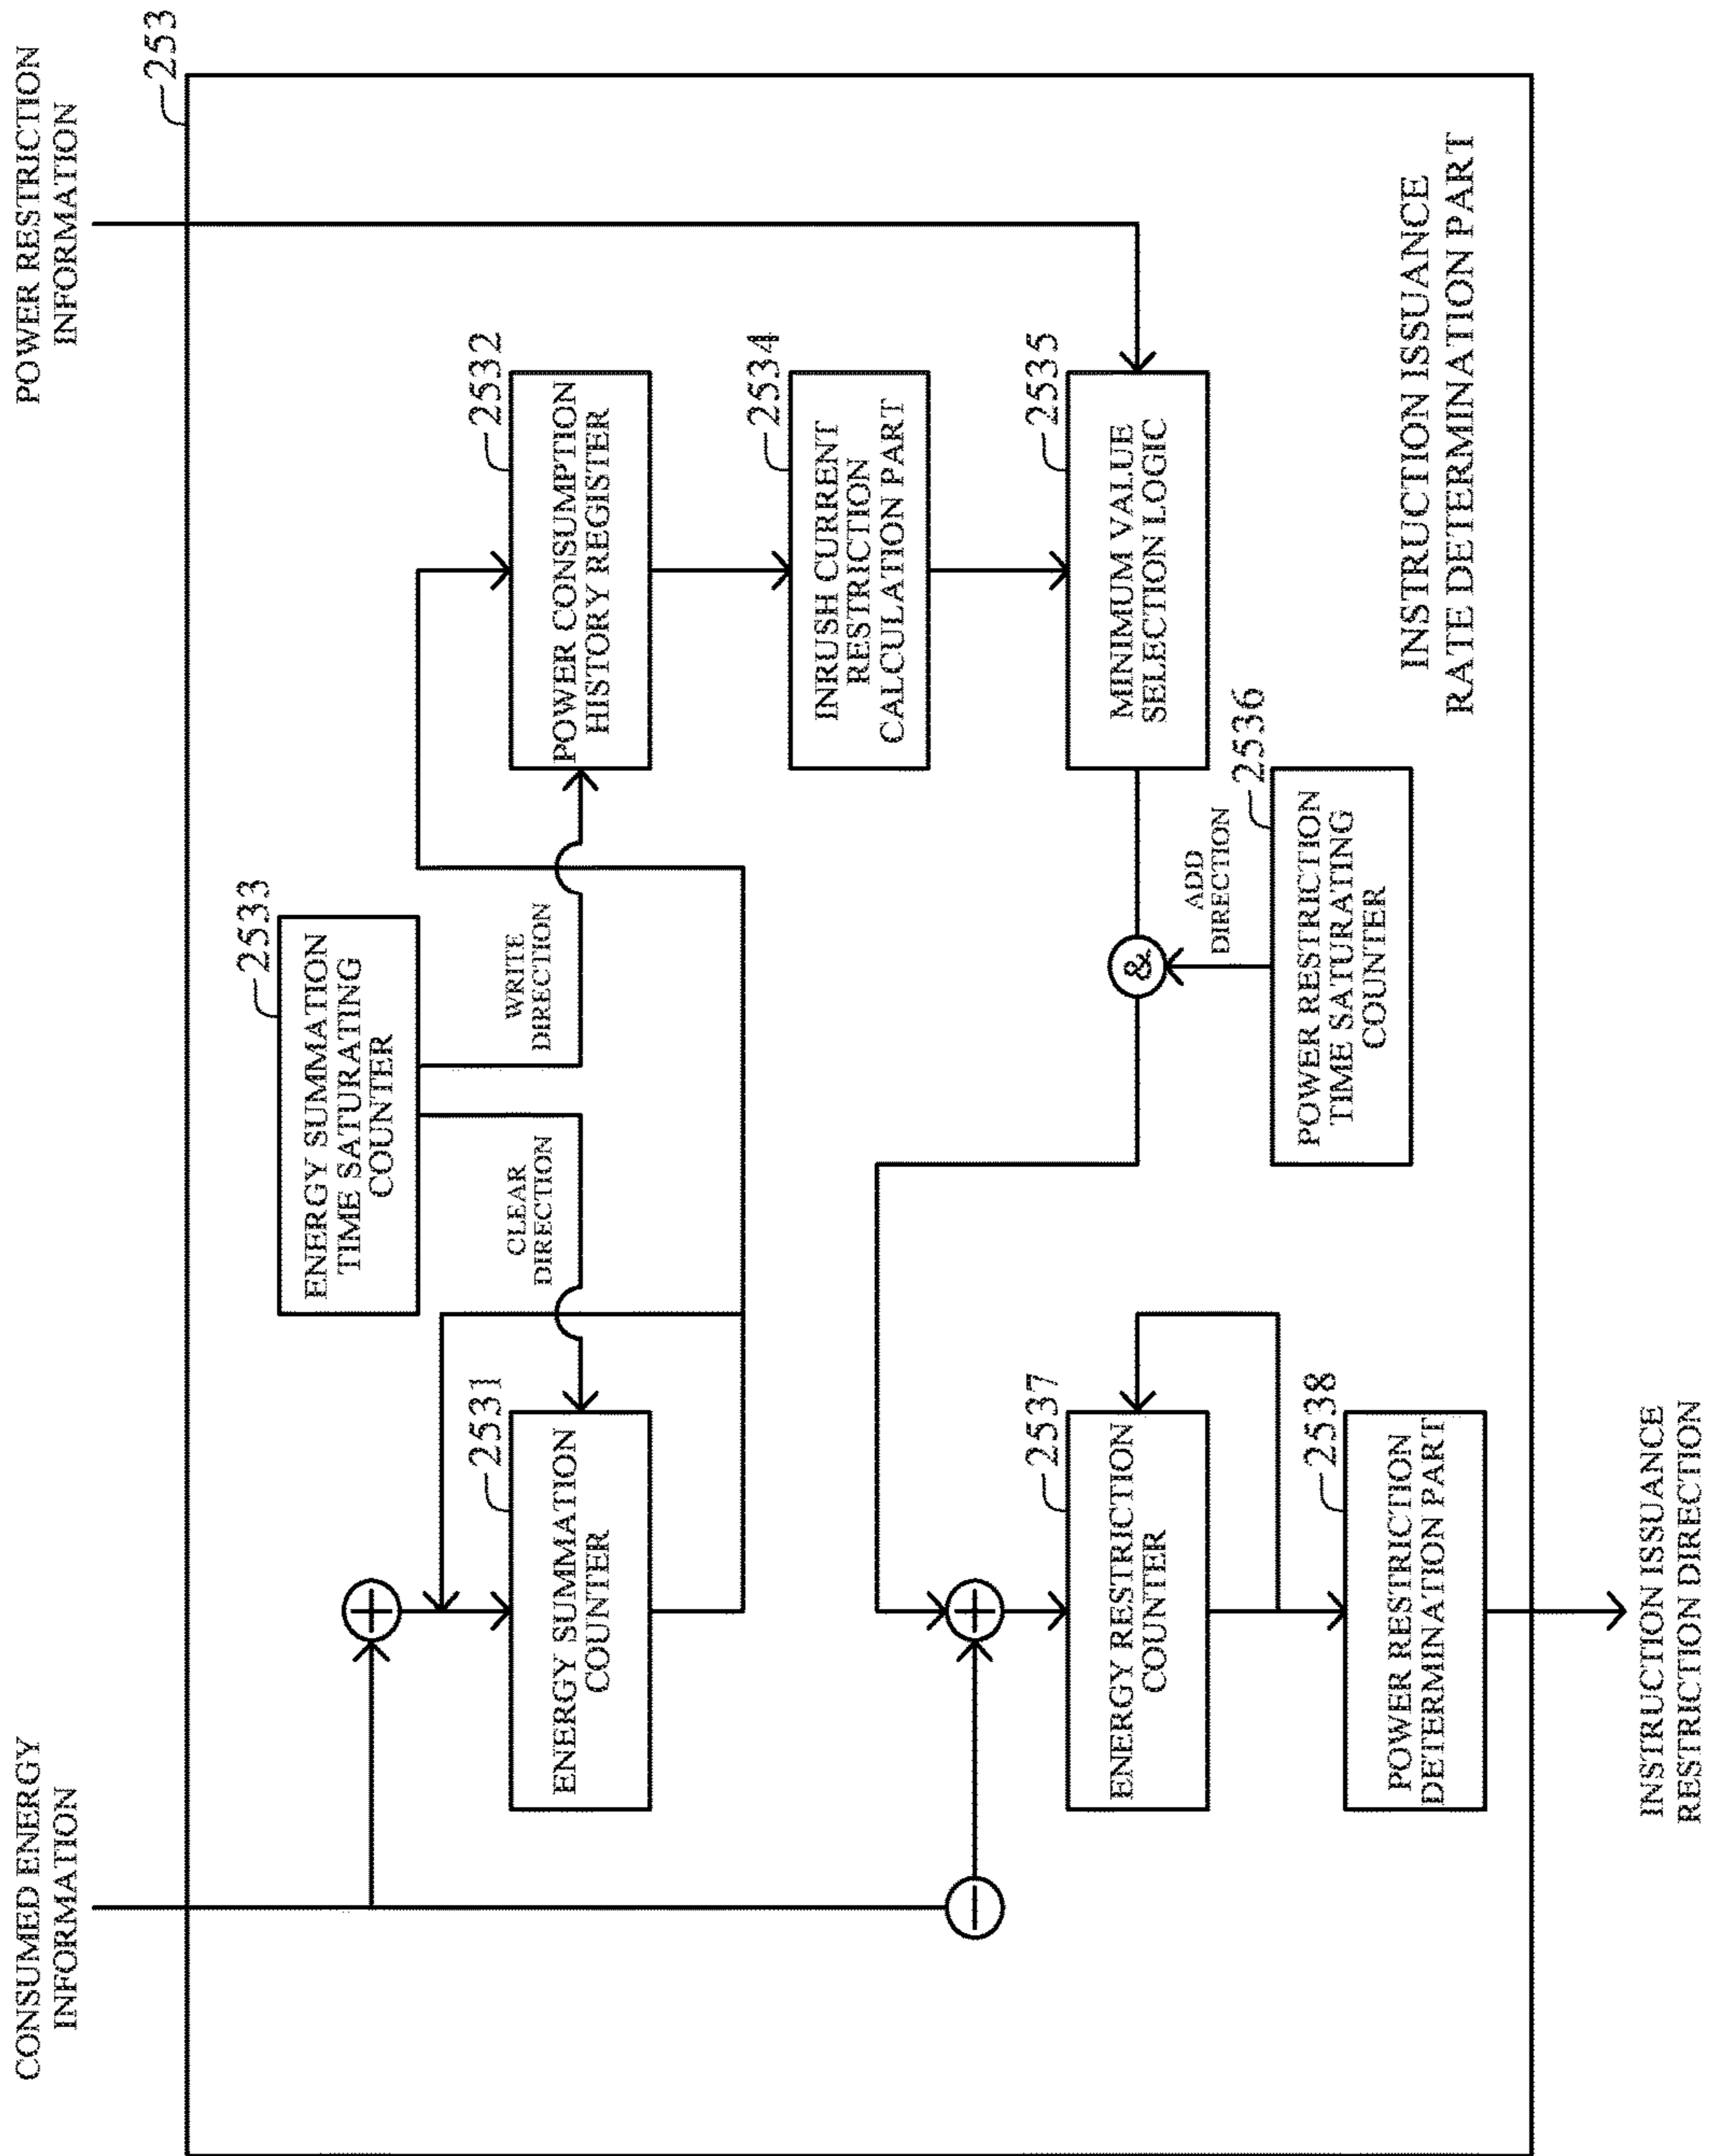 CONSUMED ENERGY
INFORMATION
POWER RESTRICTION
INFORMATION
253
2533
ENERGY SUMMATION
TIME SATURATING
COUNTER
CLEAR
DIRECTION
WRITE
DIRECTION
2531
ENERGY SUMMATION
COUNTER
2532
POWER CONSUMPTION
HISTORY REGISTER
2534
INRUSH CURRENT
RESTRICTION
CALCULATION PART
2535
MINIMUM VALUE
SELECTION LOGIC
&
ADD
DIRECTION
2536
POWER RESTRICTION
TIME SATURATING
COUNTER
+
+
−
2537
ENERGY RESTRICTION
COUNTER
2538
POWER RESTRICTION
DETERMINATION PART
INSTRUCTION ISSUANCE
RATE DETERMINATION PART
INSTRUCTION ISSUANCE
RESTRICTION DIRECTION